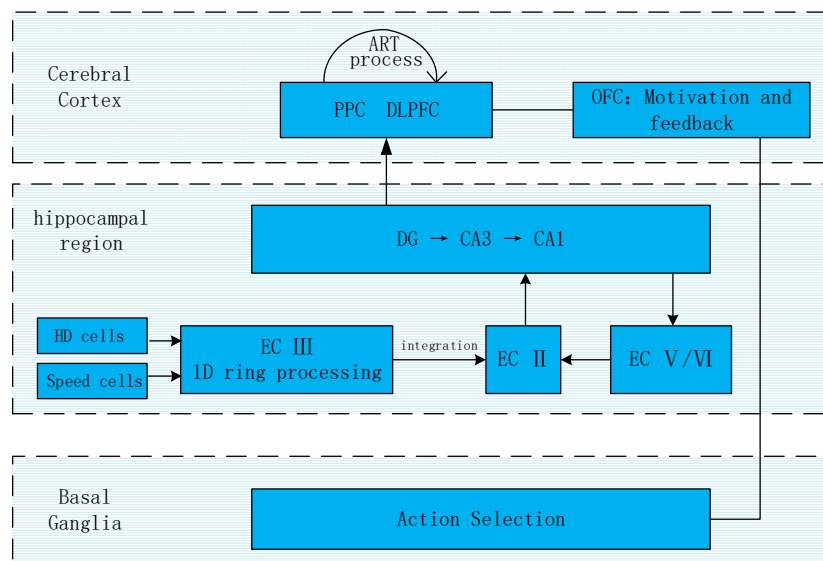 Cerebral
Cortex
ART
process
PPC DLPFC
OFC: Motivation and
feedback
hippocampal
region
DG → CA3 → CA1
HD cells
Speed cells
EC Ⅲ
1D ring processing
integration
EC Ⅱ
EC Ⅴ/Ⅵ
Basal
Ganglia
Action Selection